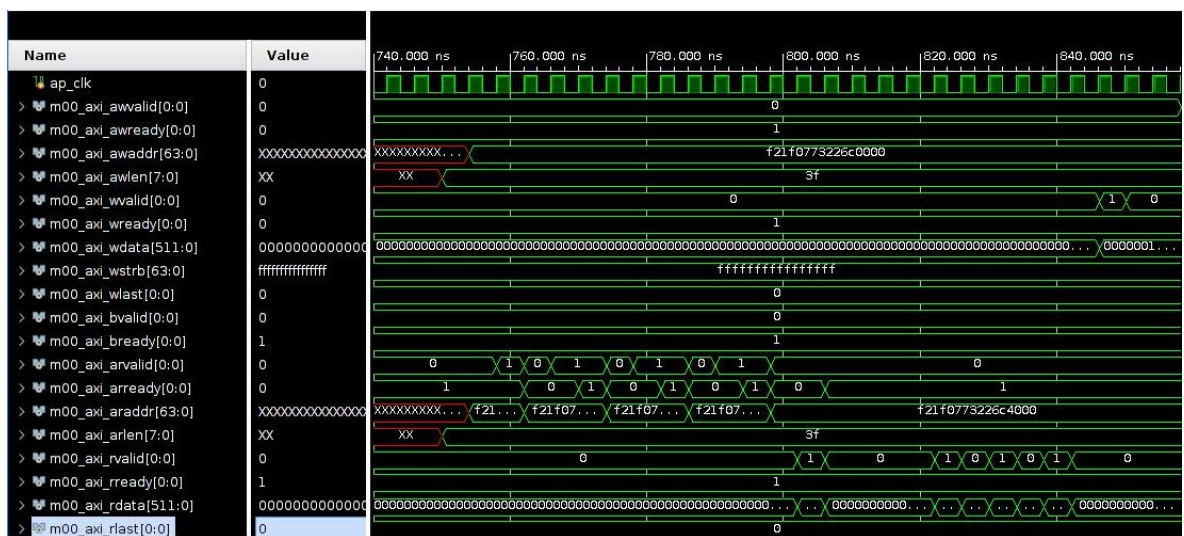 Name Value 740.000 ns 760.000 ns 780.000 ns 800.000 ns 820.000 ns 840.000 ns
ap_clk 0
m00_axi_awvalid[0:0] 0 0
m00_axi_awready[0:0] 0 1
m00_axi_awaddr[63:0] XXXXXXXXXXXXXX XXXXXXXXX... f21f0773226c0000
m00_axi_awlen[7:0] XX XX 3f
m00_axi_wvalid[0:0] 0 0 1 0
m00_axi_wready[0:0] 0 1
m00_axi_wdata[511:0] 00000000000000 ... 0000001...
m00_axi_wstrb[63:0] ffffffffffffffff ffffffffffffffff
m00_axi_wlast[0:0] 0 0
m00_axi_bvalid[0:0] 0 0
m00_axi_bready[0:0] 1 1
m00_axi_arvalid[0:0] 0 0 1 0 1 0 1 0 1 0
m00_axi_arready[0:0] 0 1 0 1 0 1 0 1 0 1
m00_axi_araddr[63:0] XXXXXXXXXXXXXX XXXXXXXXX... f21... f21f07... f21f07... f21f07... f21f0773226c4000
m00_axi_arlen[7:0] XX XX 3f
m00_axi_rvalid[0:0] 0 0 1 0 1 0 1 0 1 0
m00_axi_rready[0:0] 1 1
m00_axi_rdata[511:0] 00000000000000 ... .. 0000000000... .. .. .. .. .. 0000000000...
m00_axi_rlast[0:0] 0 0